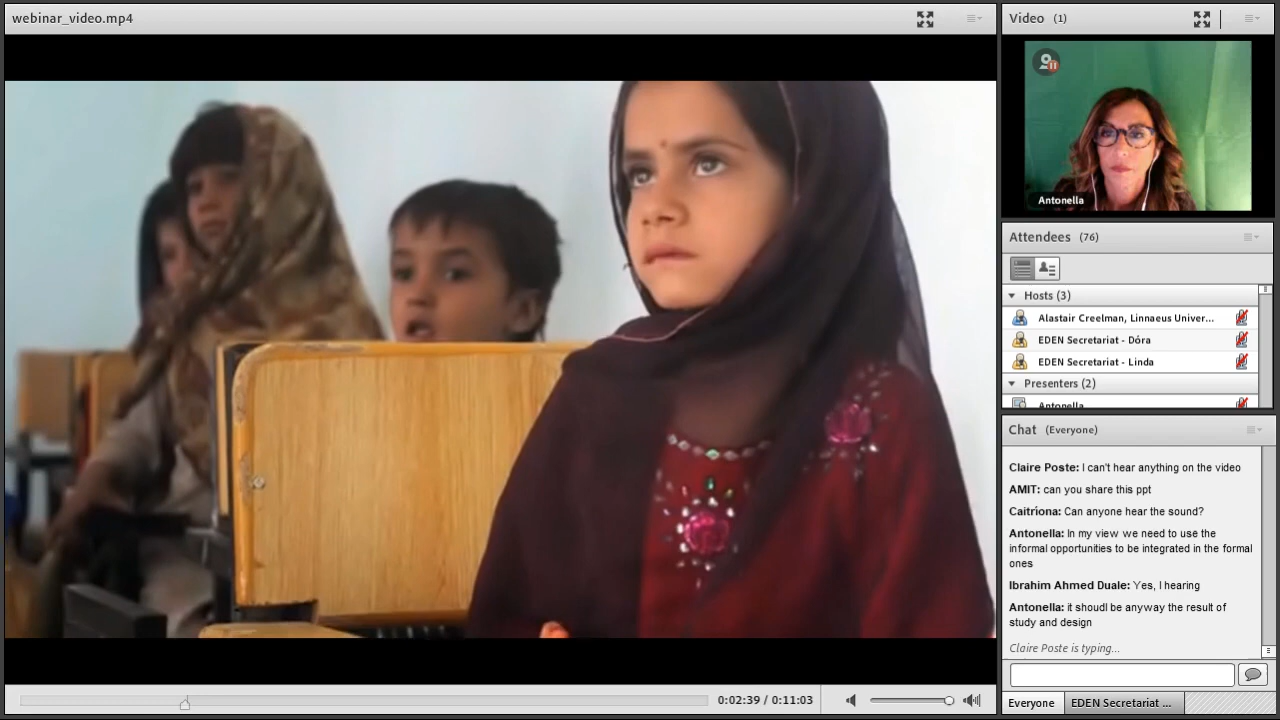 webinar_video.mp4
0:02:39 / 0:11:03
Video (1)
Antonella
Attendees (76)
Hosts (3)
Alastair Creelman, Linnaeus Univer...
EDEN Secretariat - Dóra
EDEN Secretariat - Linda
Presenters (2)
Antonella
Chat (Everyone)
Claire Poste: I can't hear anything on the video
AMIT: can you share this ppt
Caitríona: Can anyone hear the sound?
Antonella: In my view we need to use the
informal opportunities to be integrated in the formal
ones
Ibrahim Ahmed Duale: Yes, I hearing
Antonella: it shoudl be anyway the result of
study and design
Claire Poste is typing...
Everyone
EDEN Secretariat ...